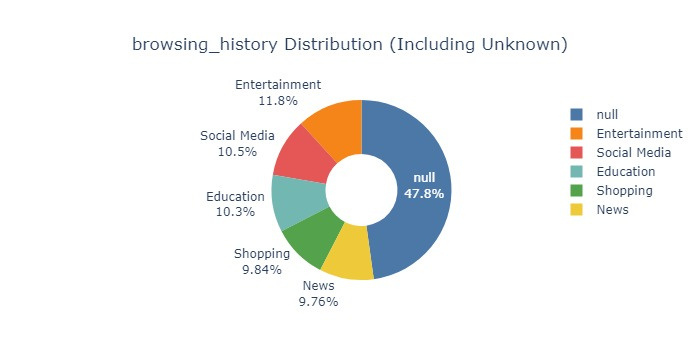 browsing_history Distribution (Including Unknown)
Entertainment
11.8%
Social Media
10.5%
Education
10.3%
Shopping
9.84%
News
9.76%
null
47.8%
null
Entertainment
Social Media
Education
Shopping
News